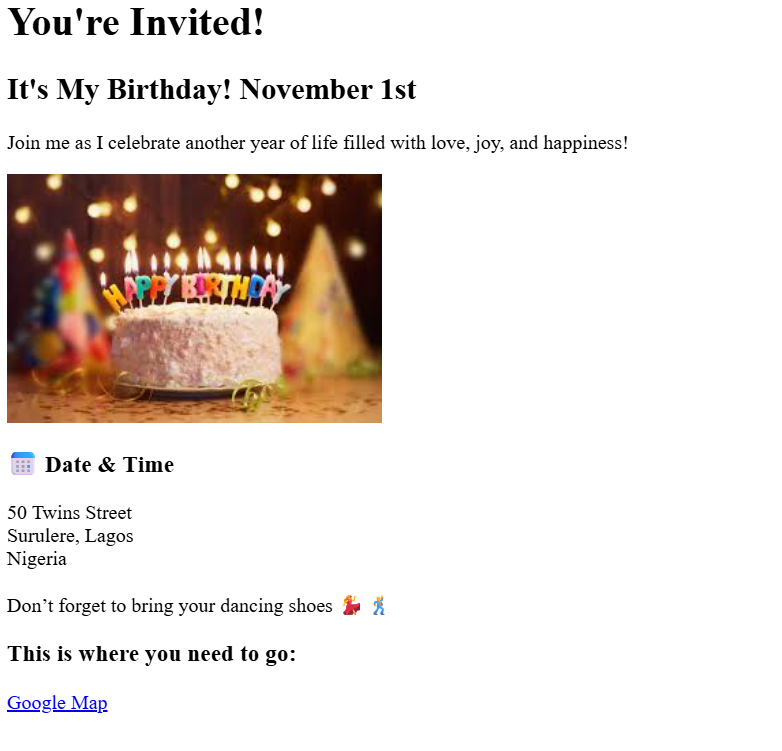 You're Invited!
It's My Birthday! November 1st
Join me as I celebrate another year of life filled with love, joy, and happiness!
HAPPY BIRTHDAY
📅 Date & Time
50 Twins Street
Surulere, Lagos
Nigeria
Don’t forget to bring your dancing shoes 💃 🕺
This is where you need to go:
Google Map